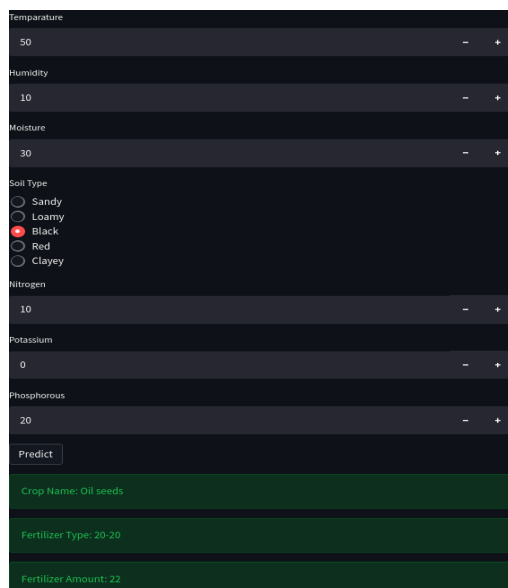 Temparature
50 − +
Humidity
10 − +
Moisture
30 − +
Soil Type
Sandy
Loamy
Black
Red
Clayey
Nitrogen
10 − +
Potassium
0 − +
Phosphorous
20 − +
Predict
Crop Name: Oil seeds
Fertilizer Type: 20-20
Fertilizer Amount: 22